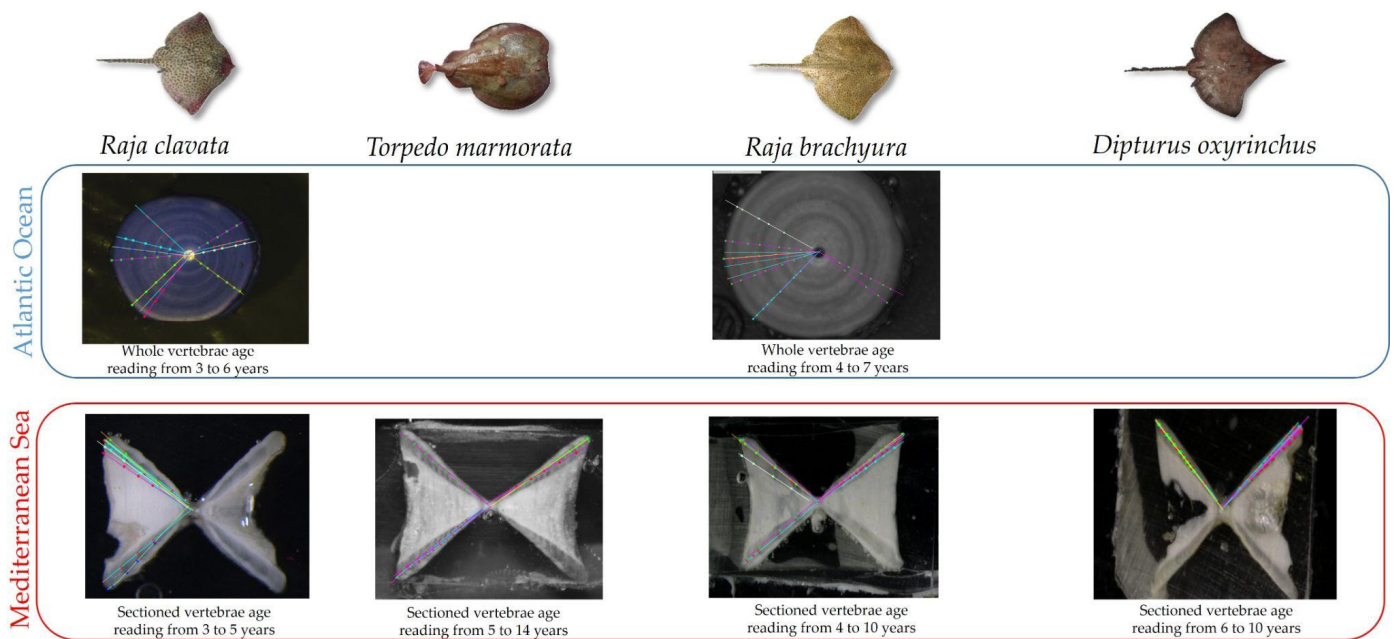 Raja clavata
Torpedo marmorata
Raja brachyura
Dipturus oxyrinchus
Atlantic Ocean
Whole vertebrae age
reading from 3 to 6 years
Whole vertebrae age
reading from 4 to 7 years
Mediterranean Sea
Sectioned vertebrae age
reading from 3 to 5 years
Sectioned vertebrae age
reading from 5 to 14 years
Sectioned vertebrae age
reading from 4 to 10 years
Sectioned vertebrae age
reading from 6 to 10 years